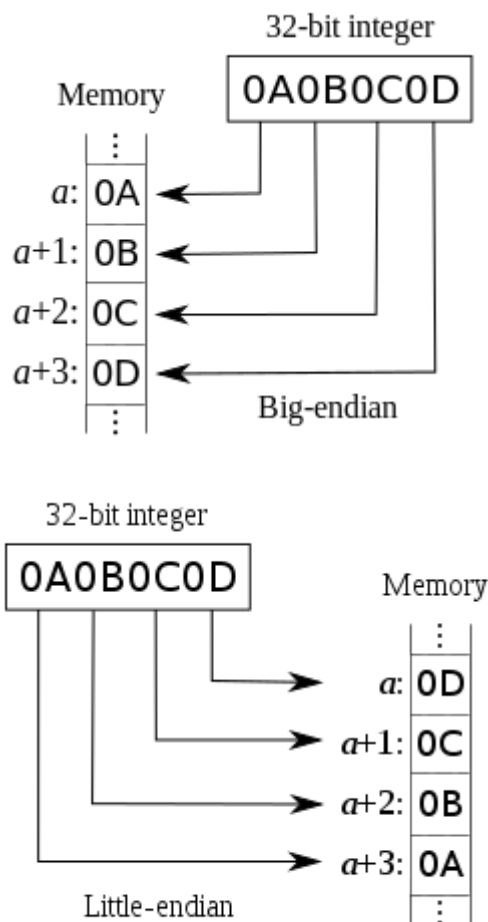 32-bit integer
0A0B0C0D
Memory
⋮
a: 0A
a+1: 0B
a+2: 0C
a+3: 0D
⋮
Big-endian
32-bit integer
0A0B0C0D
Memory
⋮
a: 0D
a+1: 0C
a+2: 0B
a+3: 0A
⋮
Little-endian